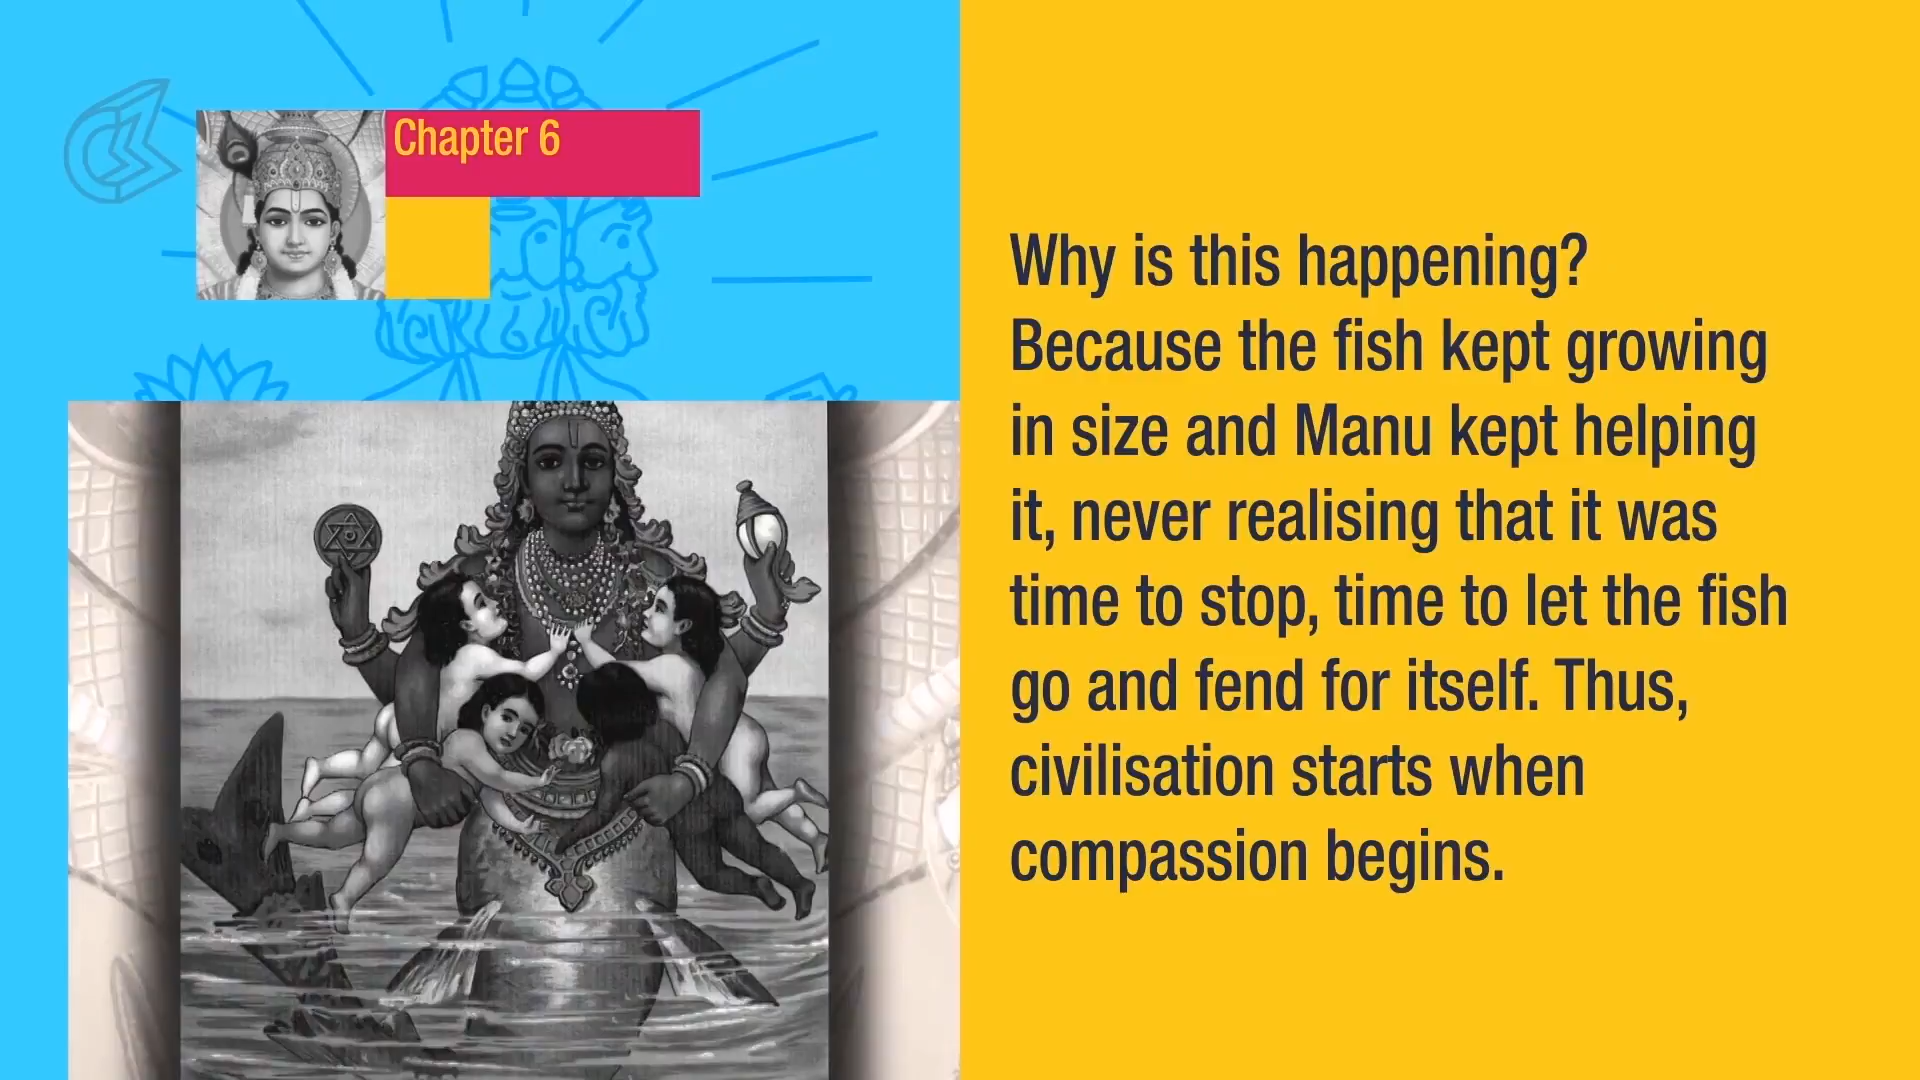 Chapter 6
Why is this happening?
Because the fish kept growing
in size and Manu kept helping
it, never realising that it was
time to stop, time to let the fish
go and fend for itself. Thus,
civilisation starts when
compassion begins.